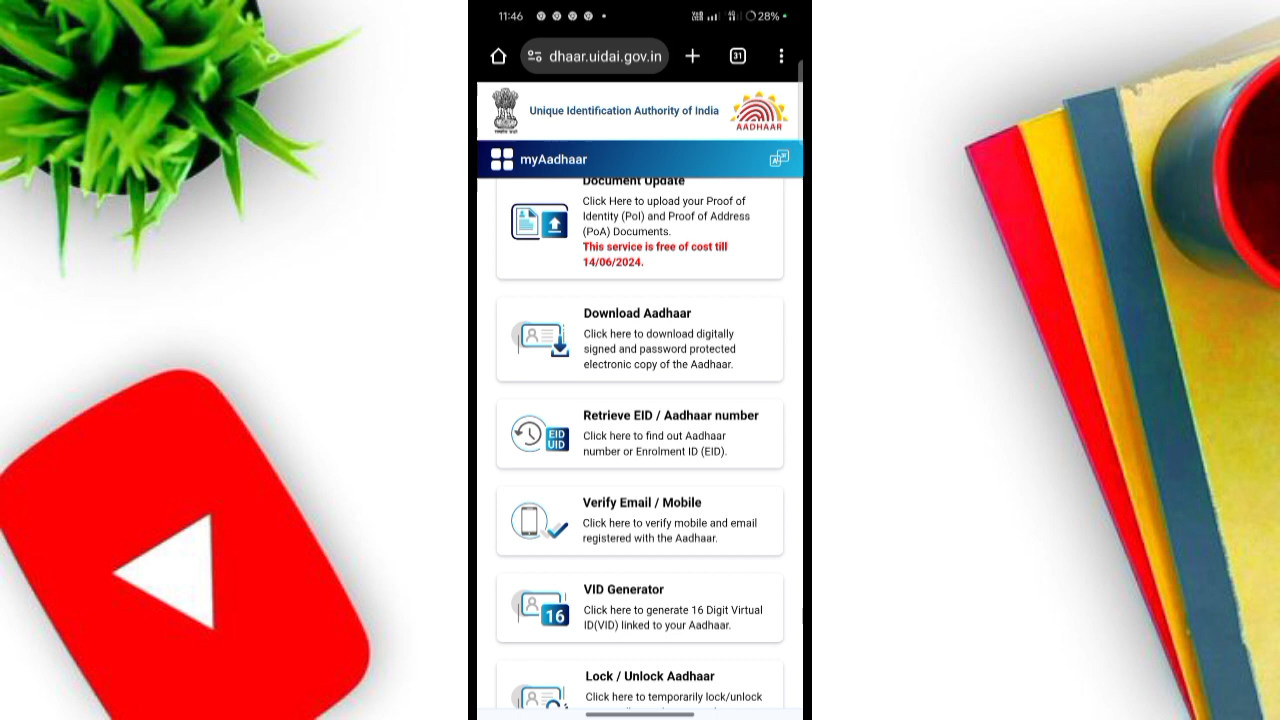 11:46
28%
dhaar.uidai.gov.in
31
Unique Identification Authority of India
AADHAAR
myAadhaar
Document Update
Click Here to upload your Proof of
Identity (PoI) and Proof of Address
(PoA) Documents.
This service is free of cost till
14/06/2024.
Download Aadhaar
Click here to download digitally
signed and password protected
electronic copy of the Aadhaar.
Retrieve EID / Aadhaar number
EID
UID
Click here to find out Aadhaar
number or Enrolment ID (EID).
Verify Email / Mobile
Click here to verify mobile and email
registered with the Aadhaar.
VID Generator
16
Click here to generate 16 Digit Virtual
ID(VID) linked to your Aadhaar.
Lock / Unlock Aadhaar
Click here to temporarily lock/unlock